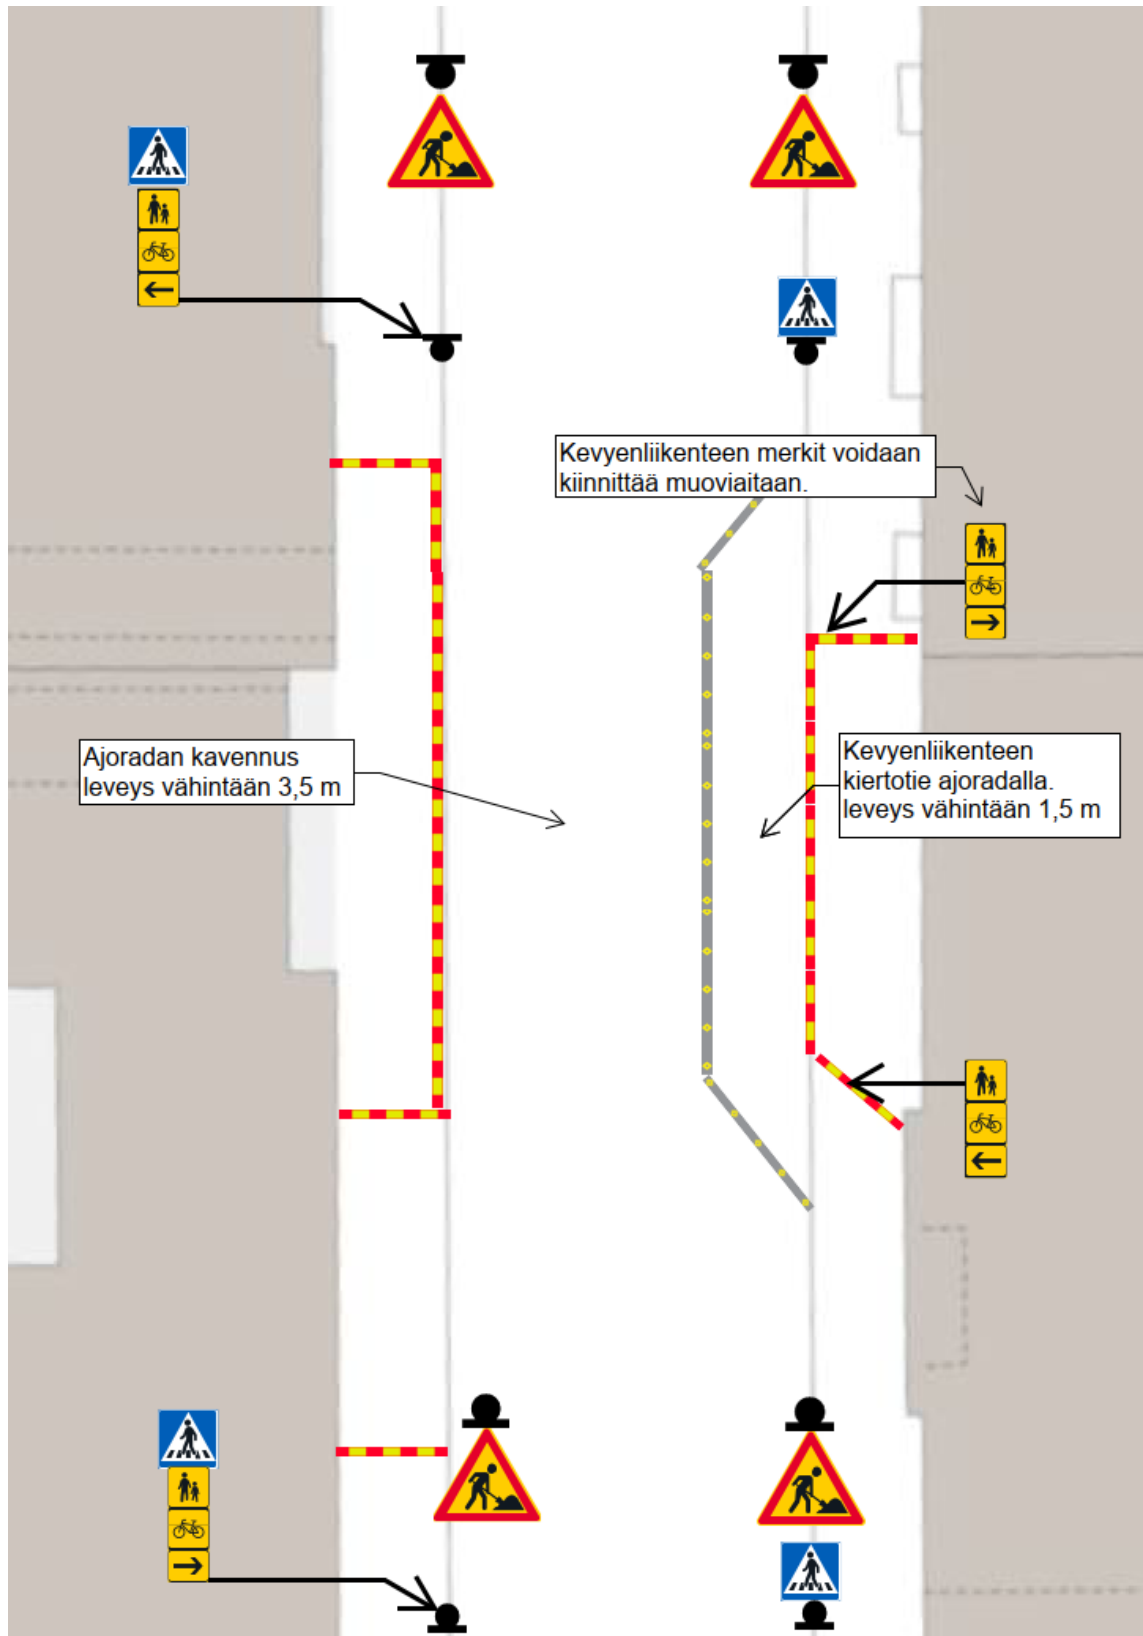 Kevyenliikenteen merkit voidaan
kiinnittää muoviaitaan.
Ajoradan kavennus
leveys vähintään 3,5 m
Kevyenliikenteen
kiertotie ajoradalla.
leveys vähintään 1,5 m